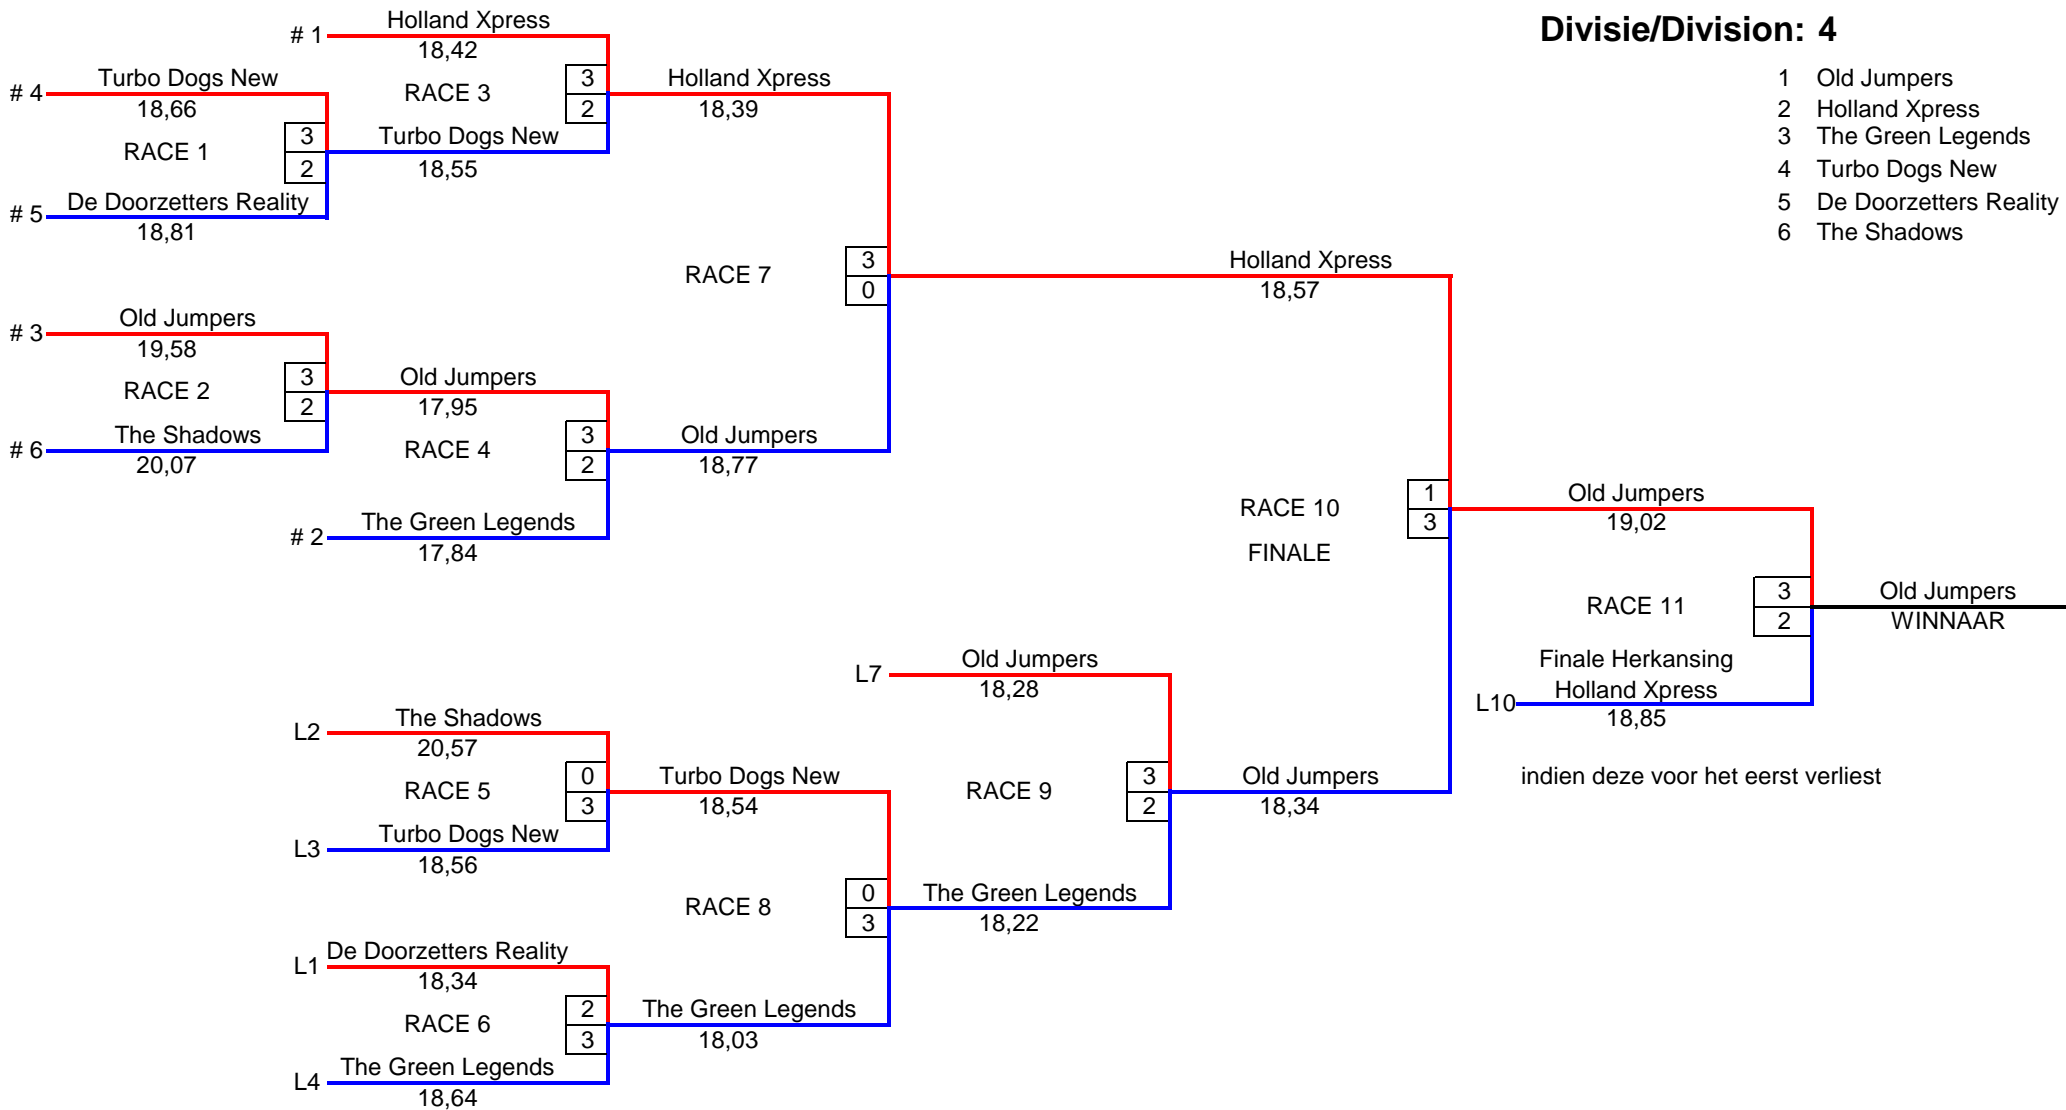 Divisie/Division: 4
1 Old Jumpers
2 Holland Xpress
3 The Green Legends
4 Turbo Dogs New
5 De Doorzetters Reality
6 The Shadows
# 1 Holland Xpress
18,42
# 4 Turbo Dogs New
18,66
RACE 1
3
2
# 5 De Doorzetters Reality
18,81
RACE 3
3
2
Turbo Dogs New
18,55
Holland Xpress
18,39
# 3 Old Jumpers
19,58
RACE 2
3
2
# 6 The Shadows
20,07
Old Jumpers
17,95
RACE 4
3
2
# 2 The Green Legends
17,84
Old Jumpers
18,77
RACE 7
3
0
Holland Xpress
18,57
L2 The Shadows
20,57
RACE 5
0
3
L3 Turbo Dogs New
18,56
Turbo Dogs New
18,54
L1 De Doorzetters Reality
18,34
RACE 6
2
3
L4 The Green Legends
18,64
The Green Legends
18,03
RACE 8
0
3
L7 Old Jumpers
18,28
RACE 9
3
2
The Green Legends
18,22
Old Jumpers
18,34
RACE 10
FINALE
1
3
Old Jumpers
19,02
RACE 11
3
2
Finale Herkansing
L10 Holland Xpress
18,85
indien deze voor het eerst verliest
Old Jumpers
WINNAAR